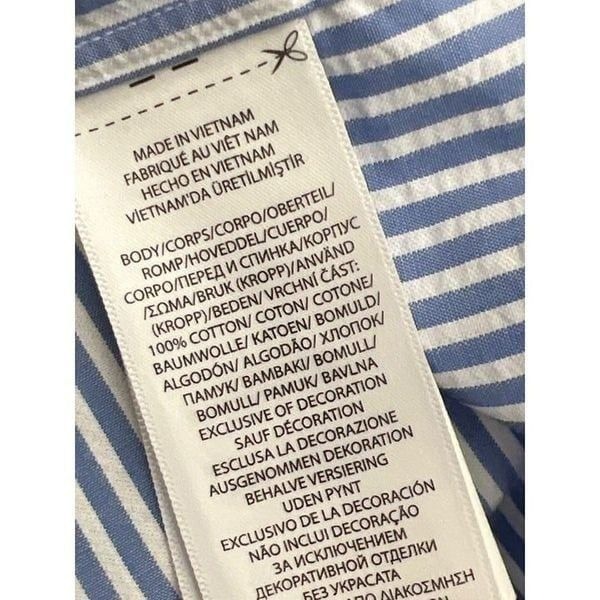 MADE IN VIETNAM
FABRIQUÉ AU VIÊT NAM
HECHO EN VIETNAM
VİETNAM'DA ÜRETİLMİŞTİR
BODY/CORPS/CORPO/OBERTEIL/
ROMP/HOVEDDEL/CUERPO/
CORPO/ПЕРЕД И СПИНКА/КОРПУС
/ΣΩΜΑ/BRUK (KROPP)/ANVÄND
(KROPP)/BEDEN/ VRCHNÍ ČÁST:
100% COTTON/ COTON/ COTONE/
BAUMWOLLE/ KATOEN/ BOMULD/
ALGODÓN/ ALGODÃO/ ХЛОПОК/
ПАМУК/ ΒΑΜΒΑΚΙ/ BOMULL/
BOMULL/ PAMUK/ BAVLNA
EXCLUSIVE OF DECORATION
SAUF DÉCORATION
ESCLUSA LA DECORAZIONE
AUSGENOMMEN DEKORATION
BEHALVE VERSIERING
UDEN PYNT
EXCLUSIVO DE LA DECORACIÓN
NÃO INCLUI DECORAÇÃO
ЗА ИСКЛЮЧЕНИЕМ
ДЕКОРАТИВНОЙ ОТДЕЛКИ
БЕЗ УКРАСАТА
ΑΠΟ ΔΙΑΚΟΣΜΗΣΗ